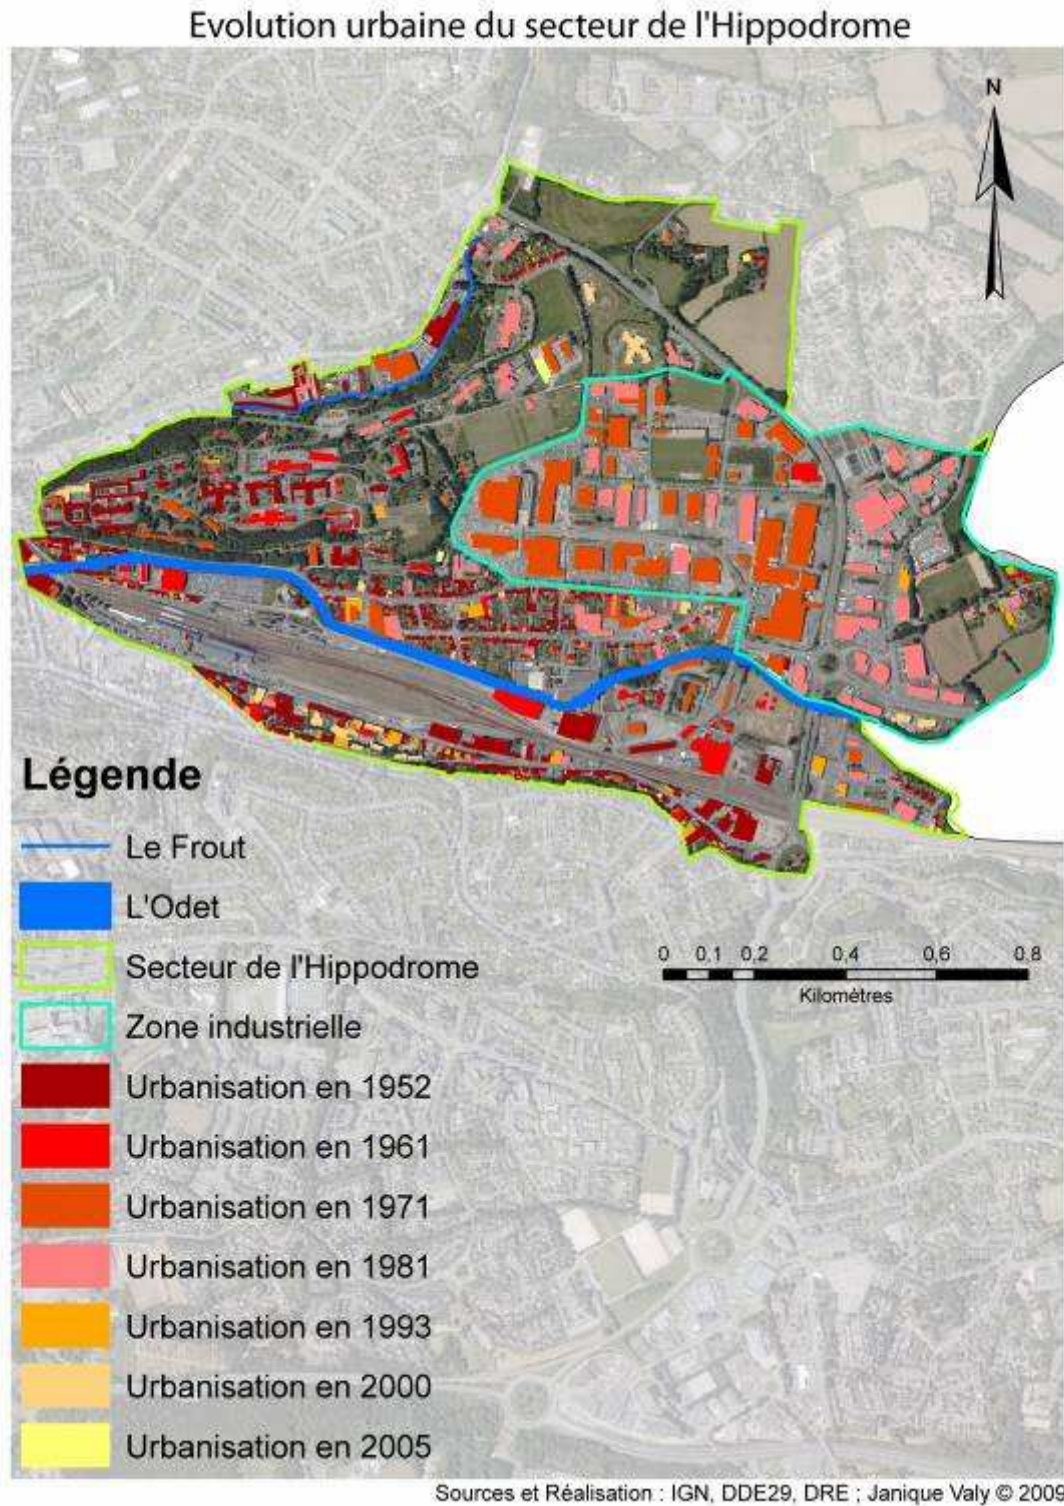 Evolution urbaine du secteur de l'Hippodrome
N
Légende
Le Frout
L'Odet
Secteur de l'Hippodrome
0 0.1 0,2 0,4 0,6 0,8
Kilomètres
Zone industrielle
Urbanisation en 1952
Urbanisation en 1961
Urbanisation en 1971
Urbanisation en 1981
Urbanisation en 1993
Urbanisation en 2000
Urbanisation en 2005
Sources et Réalisation : IGN, DDE29, DRE ; Janique Valy © 2009